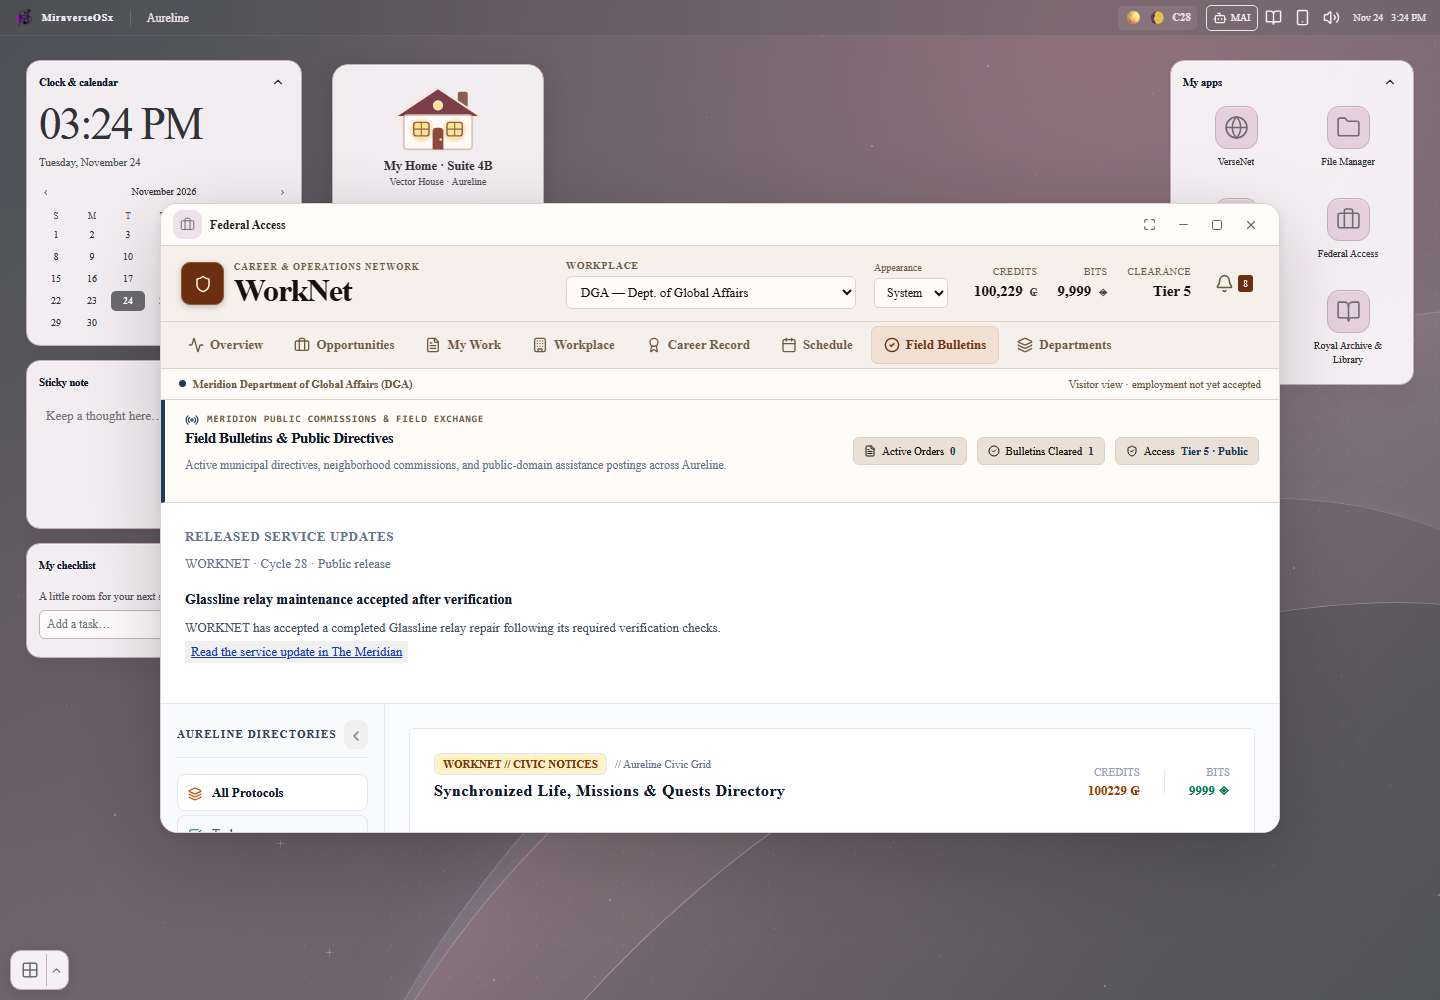 MiraverseOSx
Aureline
C28
MAI
Nov 24 3:24 PM
Clock & calendar
03:24 PM
Tuesday, November 24
‹ November 2026 ›
S M T
1 2 3
8 9 10
15 16 17
22 23 24
29 30
Sticky note
Keep a thought here…
My checklist
A little room for your next
Add a task…
My Home · Suite 4B
Vector House · Aureline
My apps
VerseNet
File Manager
Federal Access
Royal Archive &
Library
Federal Access
CAREER & OPERATIONS NETWORK
WorkNet
WORKPLACE
DGA — Dept. of Global Affairs
Appearance
System
CREDITS
100,229
BITS
9,999
CLEARANCE
Tier 5
8
Overview
Opportunities
My Work
Workplace
Career Record
Schedule
Field Bulletins
Departments
Meridion Department of Global Affairs (DGA)
Visitor view · employment not yet accepted
MERIDION PUBLIC COMMISSIONS & FIELD EXCHANGE
Field Bulletins & Public Directives
Active municipal directives, neighborhood commissions, and public-domain assistance postings across Aureline.
Active Orders 0
Bulletins Cleared 1
Access Tier 5 · Public
RELEASED SERVICE UPDATES
WORKNET · Cycle 28 · Public release
Glassline relay maintenance accepted after verification
WORKNET has accepted a completed Glassline relay repair following its required verification checks.
Read the service update in The Meridian
AURELINE DIRECTORIES
All Protocols
WORKNET // CIVIC NOTICES
// Aureline Civic Grid
Synchronized Life, Missions & Quests Directory
CREDITS
100229
BITS
9999